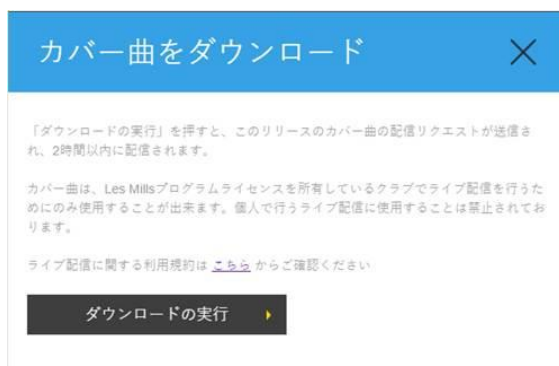 カバー曲をダウンロード
「ダウンロードの実行」を押すと、このリリースのカバー曲の配信リクエストが送信さ
れ、2時間以内に配信されます。
カバー曲は、Les Millsプログラムライセンスを所有しているクラブでライブ配信を行うた
めにのみ使用することが出来ます。個人で行うライブ配信に使用することは禁止されてお
ります。
ライブ配信に関する利用規約は こちら からご確認ください
ダウンロードの実行